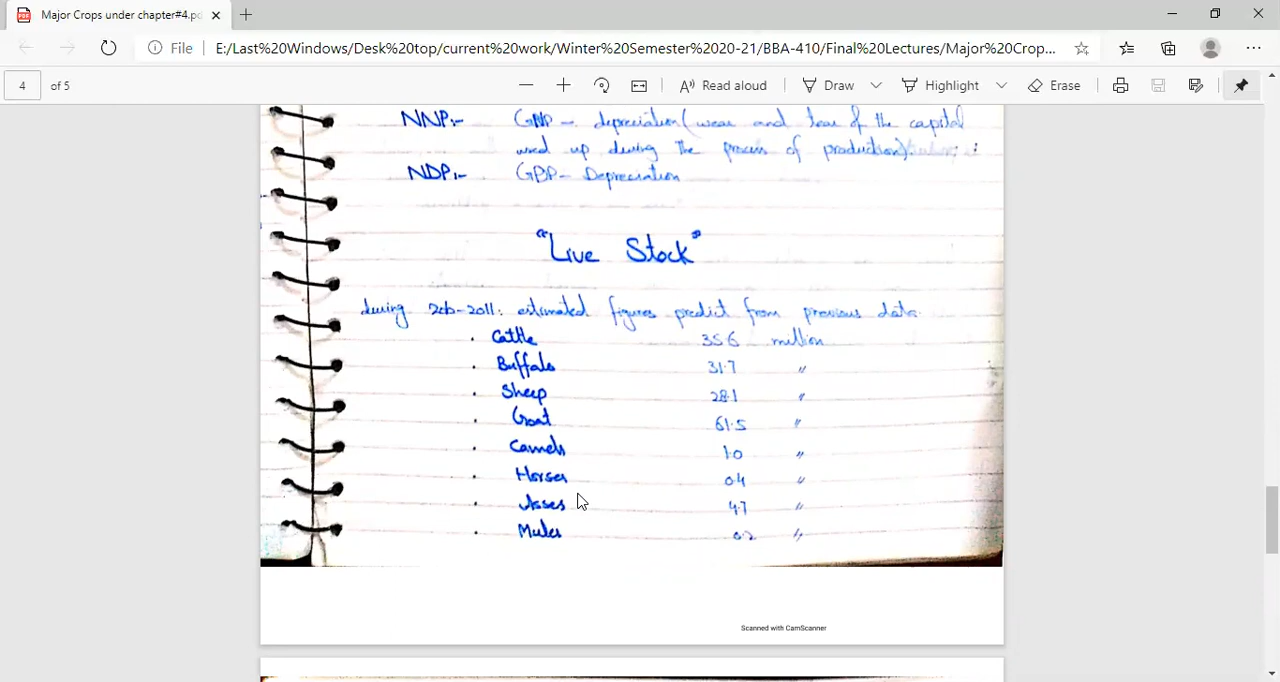 Major Crops under chapter#4.pd
File E:/Last%20Windows/Desk%20top/current%20work/Winter%20Semester%202020-21/BBA-410/Final%20Lectures/Major%20Crop...
4 of 5 Read aloud Draw Highlight Erase
NNP:- GNP - depreciation (wear and tear of the capital
used up during the process of production).
NDP:- GDP- Depreciation
"Live Stock"
during 2011: estimated figures predict from previous data
. Cattle 35.6 million
. Buffalo 31.7 "
. Sheep 28.1 "
. Goat 61.5 "
. Camels 1.0 "
. Horses 0.4 "
. Asses 4.7 "
. Mules 0.2 "
Scanned with CamScanner